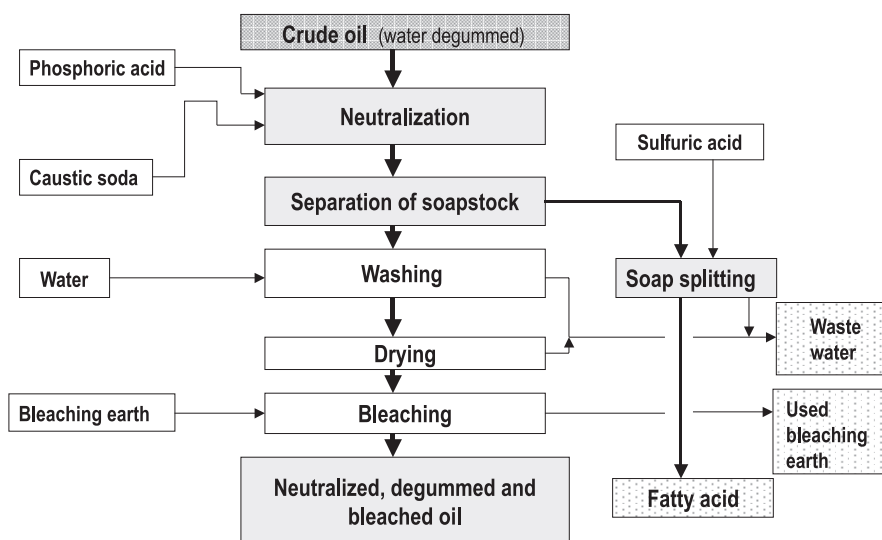 Crude oil (water degummed)
Phosphoric acid
Neutralization
Sulfuric acid
Caustic soda
Separation of soapstock
Water
Washing
Soap splitting
Waste
water
Drying
Bleaching earth
Bleaching
Used
bleaching
earth
Neutralized, degummed and
bleached oil
Fatty acid